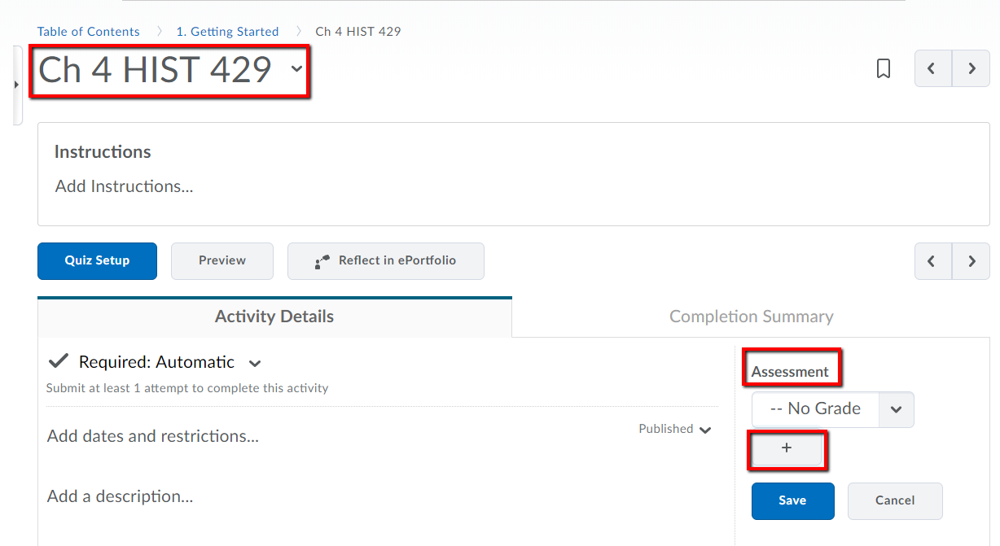 Table of Contents > 1. Getting Started > Ch 4 HIST 429
Ch 4 HIST 429
Instructions
Add Instructions...
Quiz Setup Preview Reflect in ePortfolio
Activity Details Completion Summary
Required: Automatic
Submit at least 1 attempt to complete this activity
Assessment
-- No Grade
Published
Add dates and restrictions...
+
Add a description...
Save Cancel